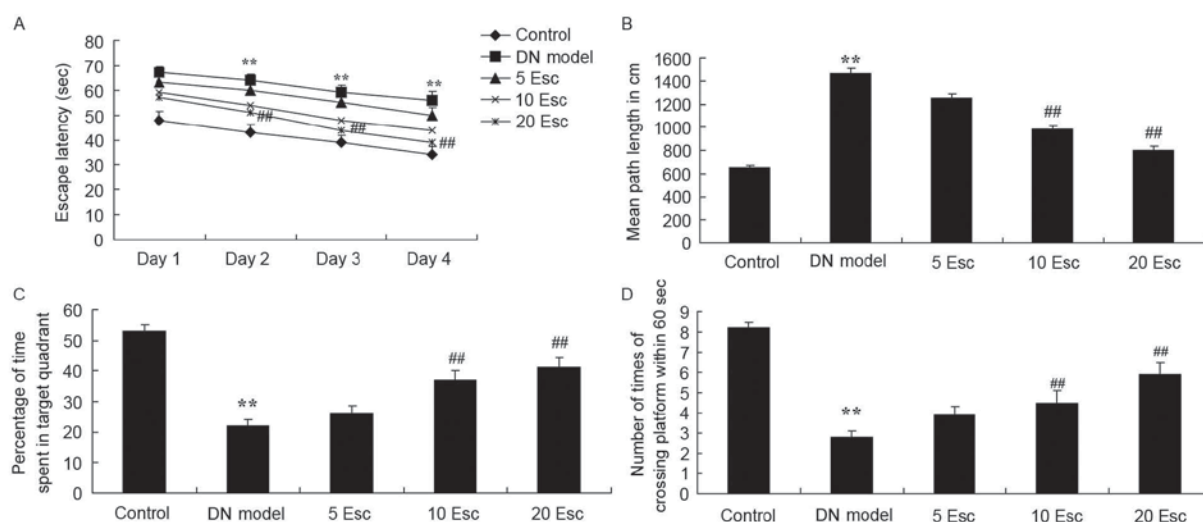 A
Escape latency (sec)
80
70
60
50
40
30
20
10
0
**
**
**
##
##
##
Day 1 Day 2 Day 3 Day 4
Control
DN model
5 Esc
10 Esc
20 Esc
B
Mean path length in cm
1600
1400
1200
1000
800
600
400
200
0
**
##
##
Control DN model 5 Esc 10 Esc 20 Esc
C
Percentage of time
spent in target quadrant
60
50
40
30
20
10
0
**
##
##
Control DN model 5 Esc 10 Esc 20 Esc
D
Number of times of
crossing platform within 60 sec
9
8
7
6
5
4
3
2
1
0
**
##
##
Control DN model 5 Esc 10 Esc 20 Esc